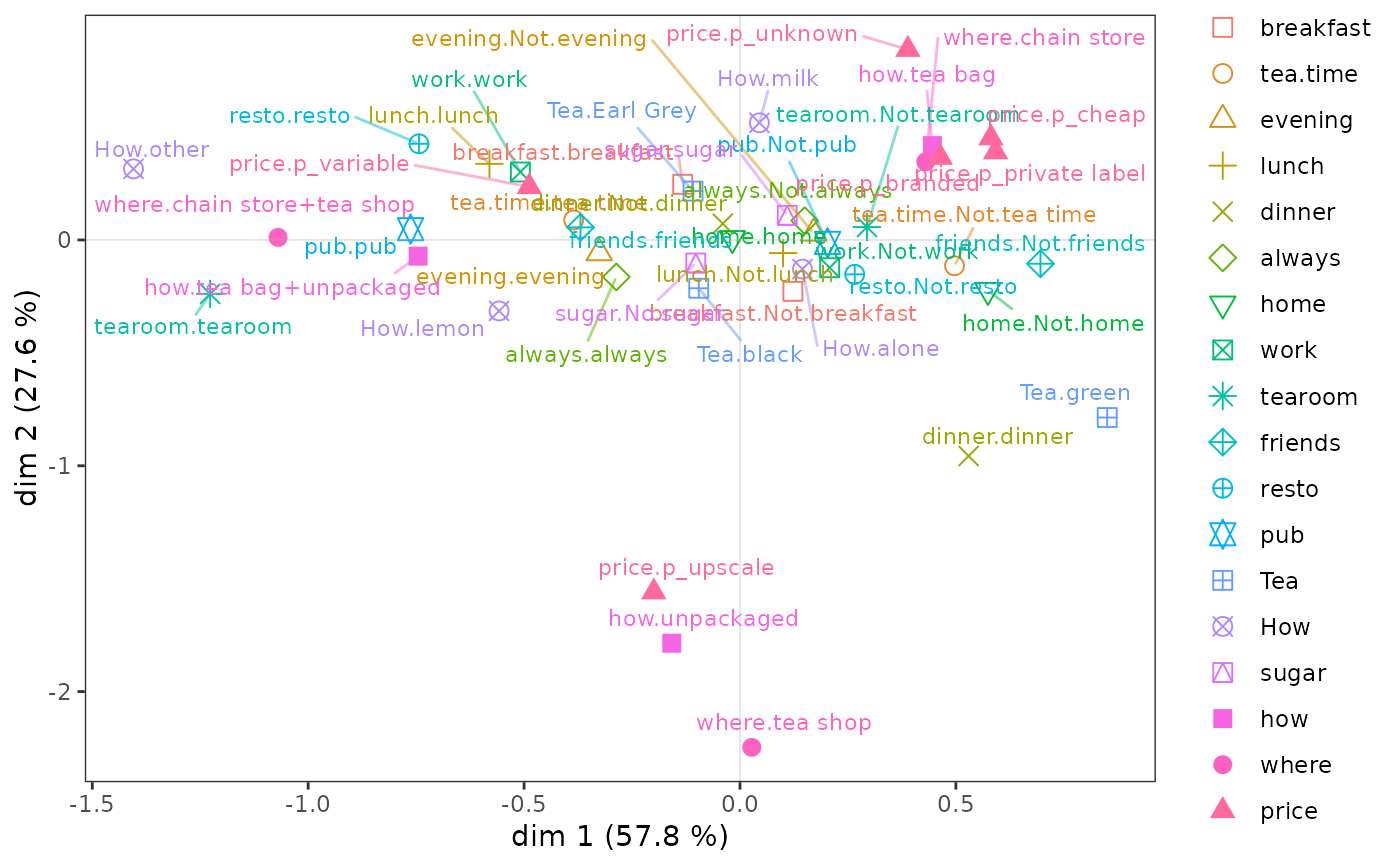 evening.Not.evening
price.p_unknown
where.chain store
breakfast
work.work
How.milk
how.tea bag
tea.time
resto.resto
lunch.lunch
Tea.Earl Grey
tearoom.Not.tearoom
price.p_cheap
evening
How.other
price.p_variable
breakfast.breakfast
sugar.sugar
pub.Not.pub
lunch
price.p_branded
price.p_private label
always.Not.always
where.chain store+tea shop
tea.time.tea time
dinner.Not.dinner
tea.time.Not.tea time
dinner
pub.pub
friends.friends
home.home
work.Not.work
friends.Not.friends
always
how.tea bag+unpackaged
evening.evening
lunch.Not.lunch
resto.Not.resto
home
tearoom.tearoom
How.lemon
sugar.No.sugar
breakfast.Not.breakfast
home.Not.home
always.always
Tea.black
How.alone
work
Tea.green
tearoom
dinner.dinner
friends
resto
pub
price.p_upscale
Tea
how.unpackaged
How
sugar
where.tea shop
how
where
price
0
-1
-2
-1.5
-1.0
-0.5
0.0
0.5
dim 1 (57.8 %)
dim 2 (27.6 %)